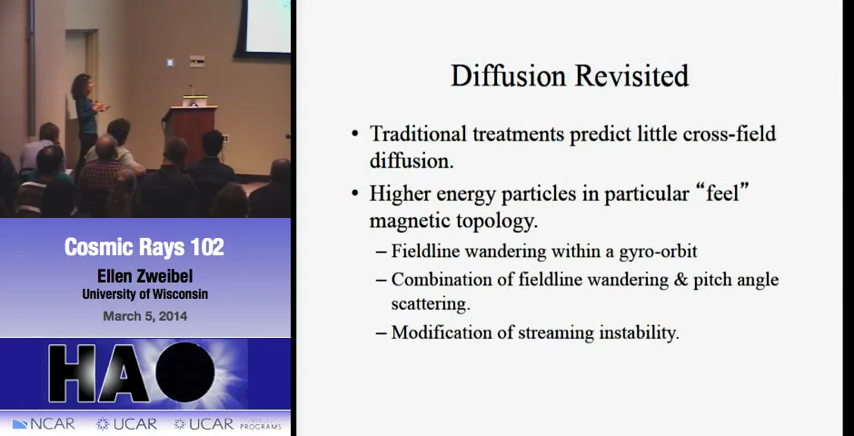 Diffusion Revisited
• Traditional treatments predict little cross-field
diffusion.
• Higher energy particles in particular “feel”
magnetic topology.
– Fieldline wandering within a gyro-orbit
– Combination of fieldline wandering & pitch angle
scattering.
– Modification of streaming instability.
Cosmic Rays 102
Ellen Zweibel
University of Wisconsin
March 5, 2014
HAO
NCAR UCAR UCAR
PROGRAMS